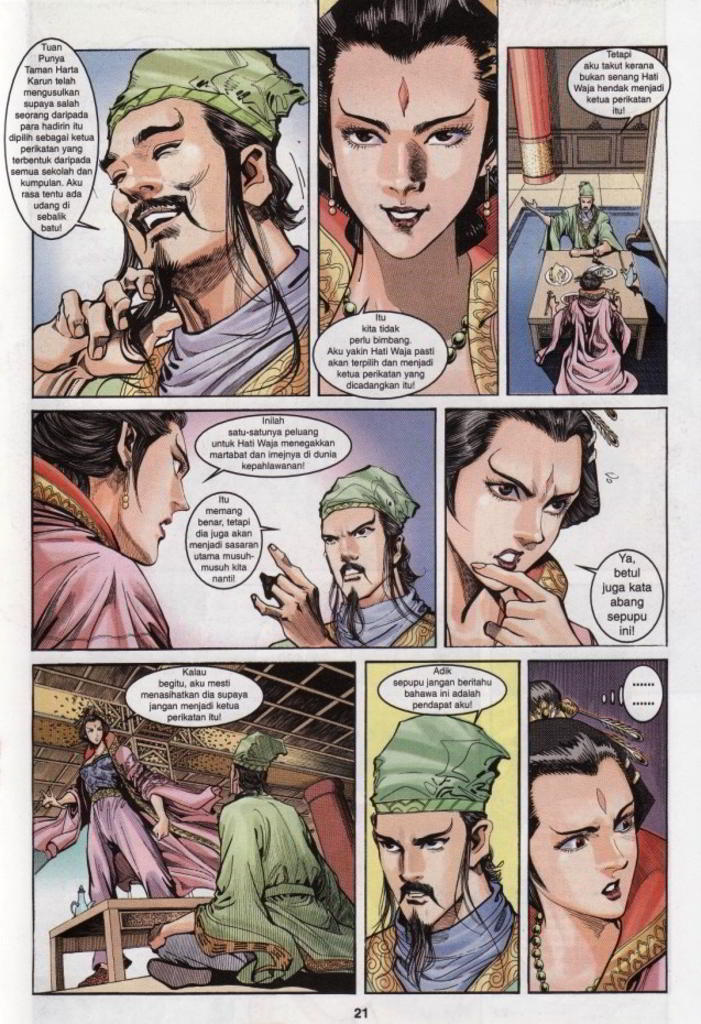 Tuan
Punya
Taman Harta
Karun telah
mengusulkan
supaya salah
seorang daripada
para hadirin itu
dipilih sebagai ketua
perikatan yang
terbentuk daripada
semua sekolah dan
kumpulan. Aku
rasa tentu ada
udang di
sebalik
batu!
Itu
kita tidak
perlu bimbang.
Aku yakin Hati Waja pasti
akan terpilih dan menjadi
ketua perikatan yang
dicadangkan itu!
Tetapi
aku takut kerana
bukan senang Hati
Waja hendak menjadi
ketua perikatan
itu!
Inilah
satu-satunya peluang
untuk Hati Waja menegakkan
martabat dan imejnya di dunia
kepahlawanan!
Itu
memang
benar, tetapi
dia juga akan
menjadi sasaran
utama musuh-
musuh kita
nanti!
Ya,
betul
juga kata
abang
sepupu
ini!
Kalau
begitu, aku mesti
menasihatkan dia supaya
jangan menjadi ketua
perikatan itu!
Adik
sepupu jangan beritahu
bahawa ini adalah
pendapat aku!
......
......
21